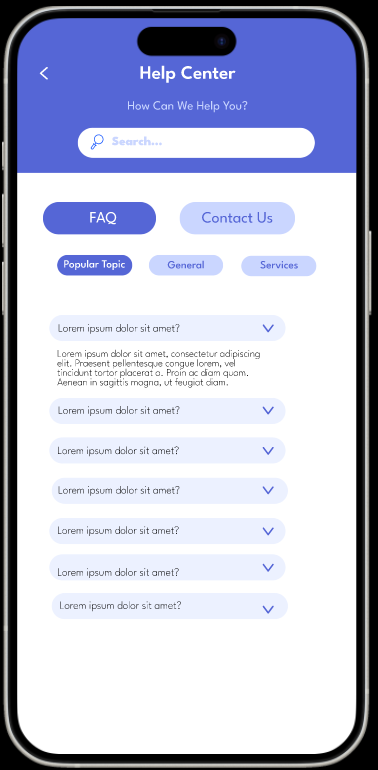 Help Center
How Can We Help You?
Search...
FAQ
Contact Us
Popular Topic
General
Services
Lorem ipsum dolor sit amet?
Lorem ipsum dolor sit amet, consectetur adipiscing
elit. Praesent pellentesque congue lorem, vel
tincidunt tortor placerat a. Proin ac diam quam.
Aenean in sagittis magna, ut feugiat diam.
Lorem ipsum dolor sit amet?
Lorem ipsum dolor sit amet?
Lorem ipsum dolor sit amet?
Lorem ipsum dolor sit amet?
Lorem ipsum dolor sit amet?
Lorem ipsum dolor sit amet?